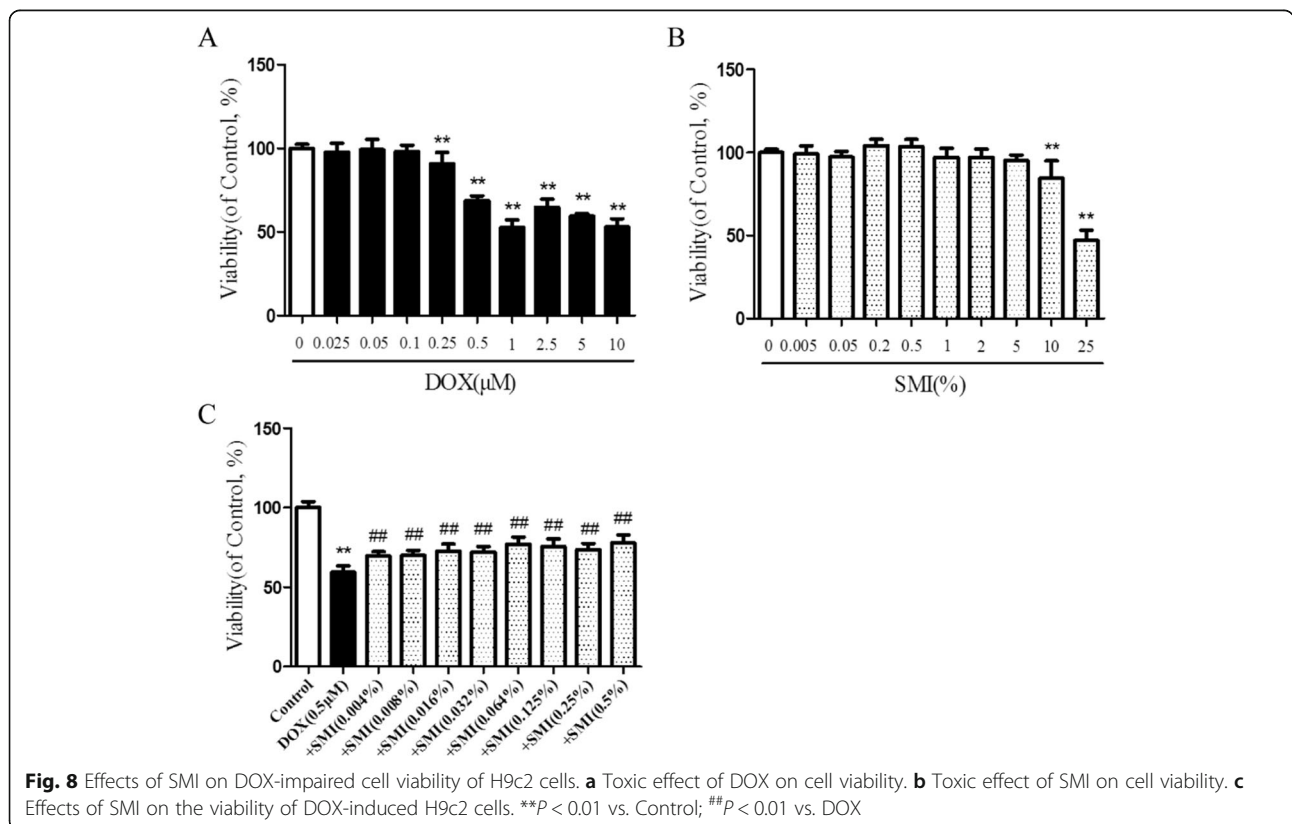 A
Viability(of Control, %)
150
100
50
0
**
**
**
**
**
**
0 0.025 0.05 0.1 0.25 0.5 1 2.5 5 10
DOX(μM)
B
Viability(of Control, %)
150
100
50
0
**
**
0 0.005 0.05 0.2 0.5 1 2 5 10 25
SMI(%)
C
Viability(of Control, %)
150
100
50
0
**
##
##
##
##
##
##
##
##
Control
DOX(0.5μM)
+SMI(0.004%)
+SMI(0.008%)
+SMI(0.016%)
+SMI(0.032%)
+SMI(0.064%)
+SMI(0.125%)
+SMI(0.25%)
+SMI(0.5%)
Fig. 8 Effects of SMI on DOX-impaired cell viability of H9c2 cells. a Toxic effect of DOX on cell viability. b Toxic effect of SMI on cell viability. c
Effects of SMI on the viability of DOX-induced H9c2 cells. **P < 0.01 vs. Control; ##P < 0.01 vs. DOX